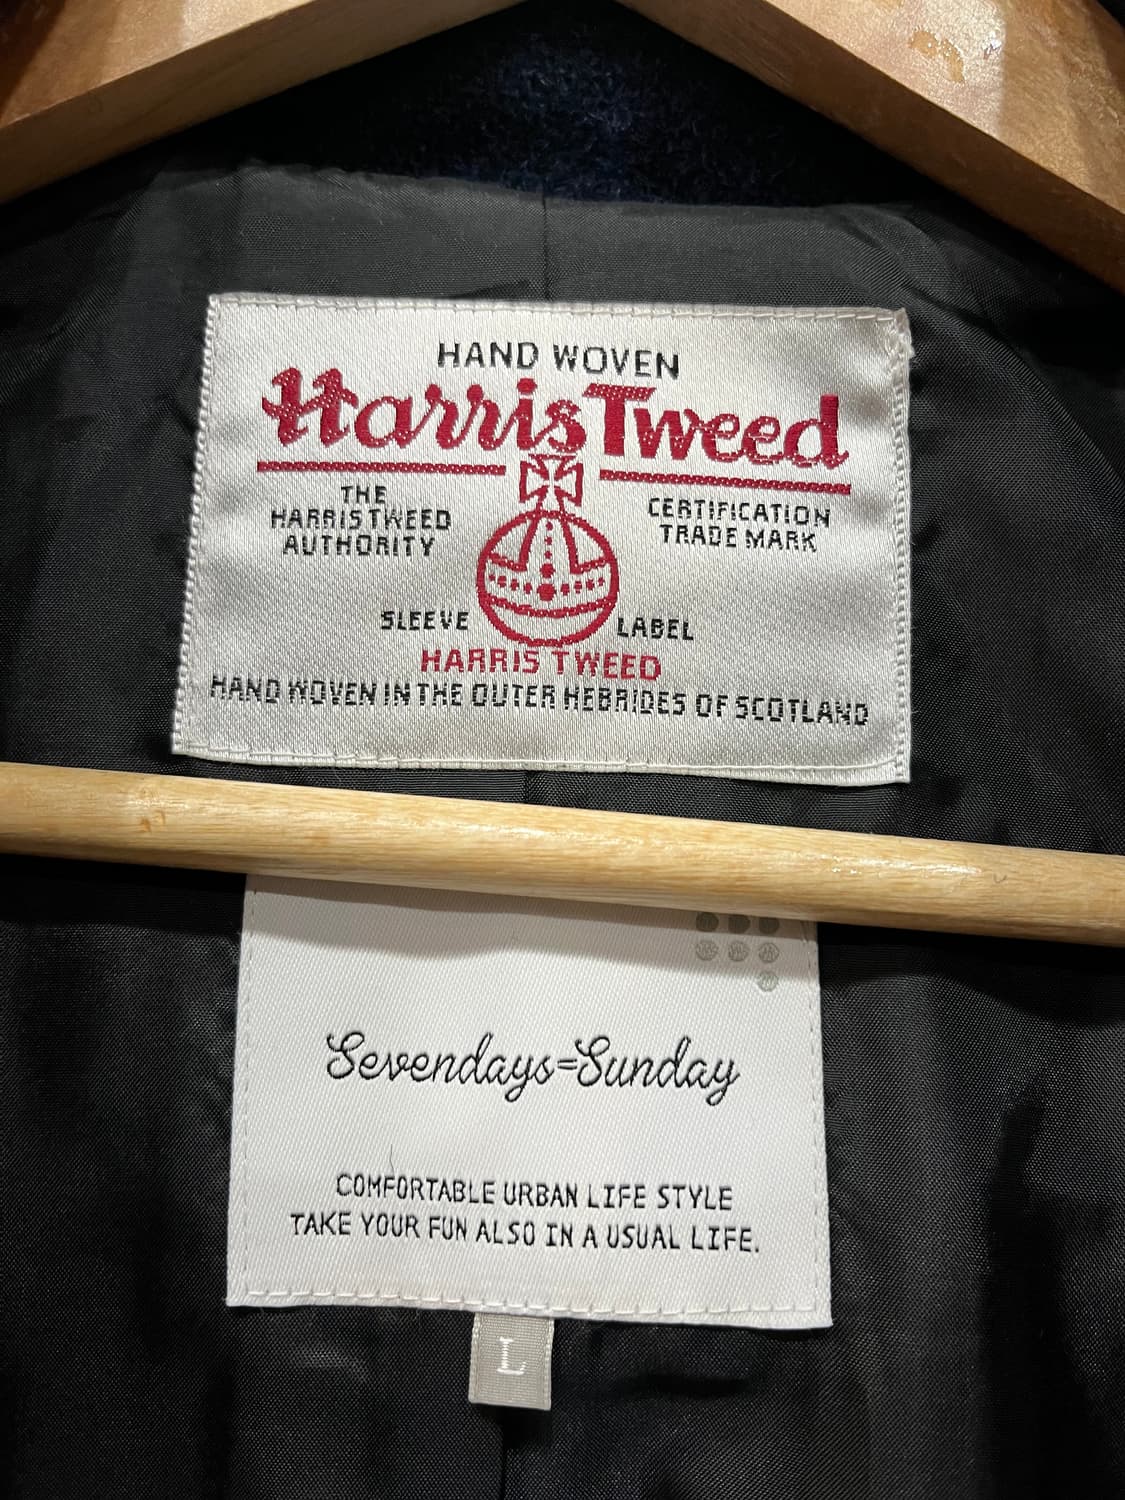 HAND WOVEN
Harris Tweed
THE
HARRIS TWEED
AUTHORITY
CERTIFICATION
TRADE MARK
SLEEVE LABEL
HARRIS TWEED
HAND WOVEN IN THE OUTER HEBRIDES OF SCOTLAND
Sevendays=Sunday
COMFORTABLE URBAN LIFE STYLE
TAKE YOUR FUN ALSO IN A USUAL LIFE.
L